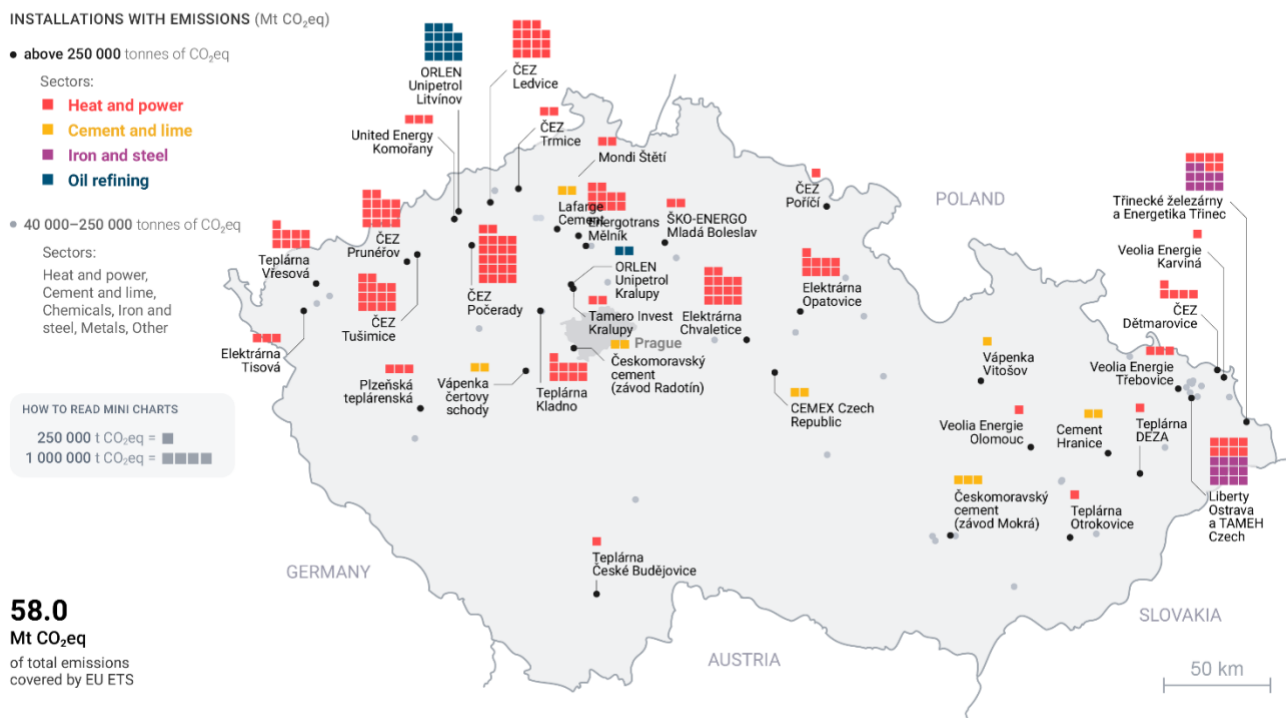 INSTALLATIONS WITH EMISSIONS (Mt CO₂eq)
above 250 000 tonnes of CO₂eq
Sectors:
Heat and power
Cement and lime
Iron and steel
Oil refining
40 000–250 000 tonnes of CO₂eq
Sectors:
Heat and power,
Cement and lime,
Chemicals, Iron and
steel, Metals, Other
HOW TO READ MINI CHARTS
250 000 t CO₂eq =
1 000 000 t CO₂eq =
58.0
Mt CO₂eq
of total emissions
covered by EU ETS
ORLEN
Unipetrol
Litvínov
ČEZ
Ledvice
United Energy
Komořany
ČEZ
Trmice
Mondi Štětí
Lafarge
Cement
Energotrans
Mělník
ŠKO-ENERGO
Mladá Boleslav
ČEZ
Poříčí
POLAND
Třinecké železárny
a Energetika Třinec
Veolia Energie
Karviná
ČEZ
Dětmarovice
Veolia Energie
Třebovice
Teplárna
Vřesová
ČEZ
Prunéřov
ČEZ
Tušimice
ČEZ
Počerady
ORLEN
Unipetrol
Kralupy
Tamero Invest
Kralupy
Prague
Elektrárna
Chvaletice
Elektrárna
Opatovice
Elektrárna
Tisová
Plzeňská
teplárenská
Vápenka
čertovy
schody
Teplárna
Kladno
Českomoravský
cement
(závod Radotín)
CEMEX Czech
Republic
Vápenka
Vitošov
Veolia Energie
Olomouc
Cement
Hranice
Teplárna
DEZA
Liberty
Ostrava
a TAMEH
Czech
Českomoravský
cement
(závod Mokrá)
Teplárna
Otrokovice
Teplárna
České Budějovice
GERMANY
AUSTRIA
SLOVAKIA
50 km